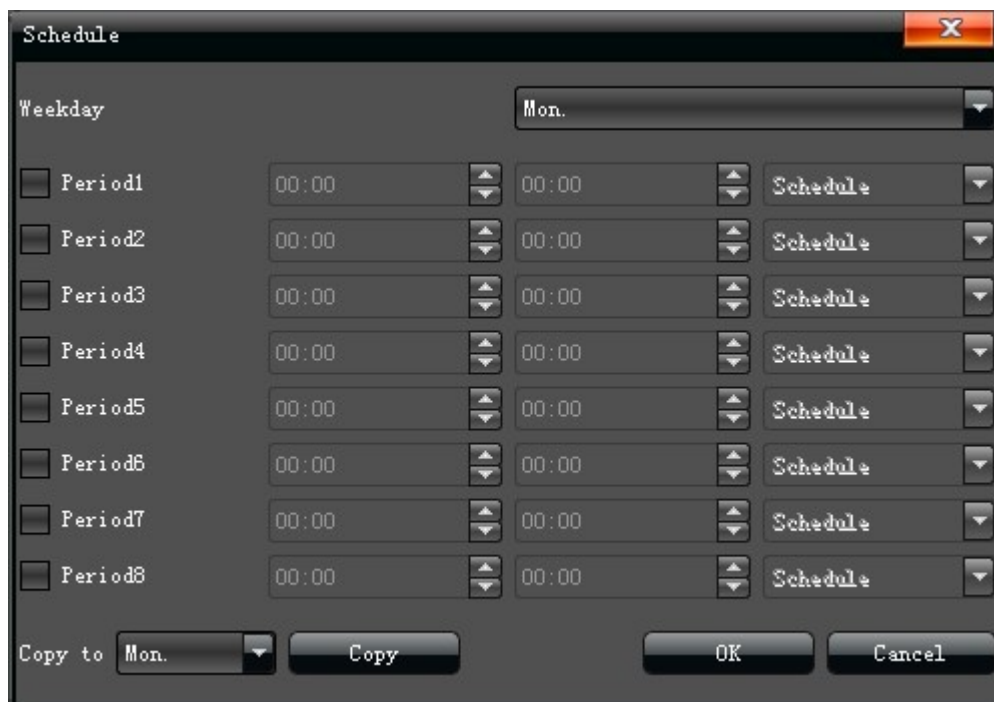 Schedule
Weekday Mon.
Period1 00:00 00:00 Schedule
Period2 00:00 00:00 Schedule
Period3 00:00 00:00 Schedule
Period4 00:00 00:00 Schedule
Period5 00:00 00:00 Schedule
Period6 00:00 00:00 Schedule
Period7 00:00 00:00 Schedule
Period8 00:00 00:00 Schedule
Copy to Mon. Copy OK Cancel